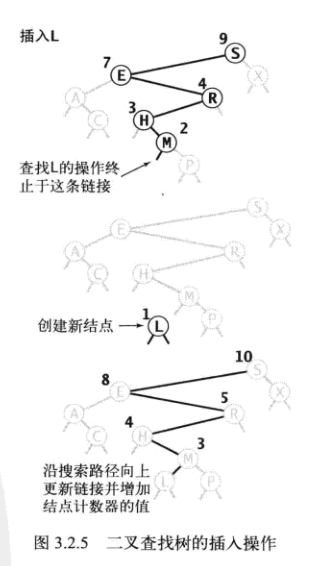 插入L
9
S
7
E
X
4
R
A
3
H
C
2
M
P
查找L的操作终
止于这条链接
S
E
X
A
R
C
H
M
P
1
创建新结点
L
10
S
8
E
X
5
A
R
4
C
H
3
M
L
P
沿搜索路径向上
更新链接并增加
结点计数器的值
图 3.2.5 二叉查找树的插入操作